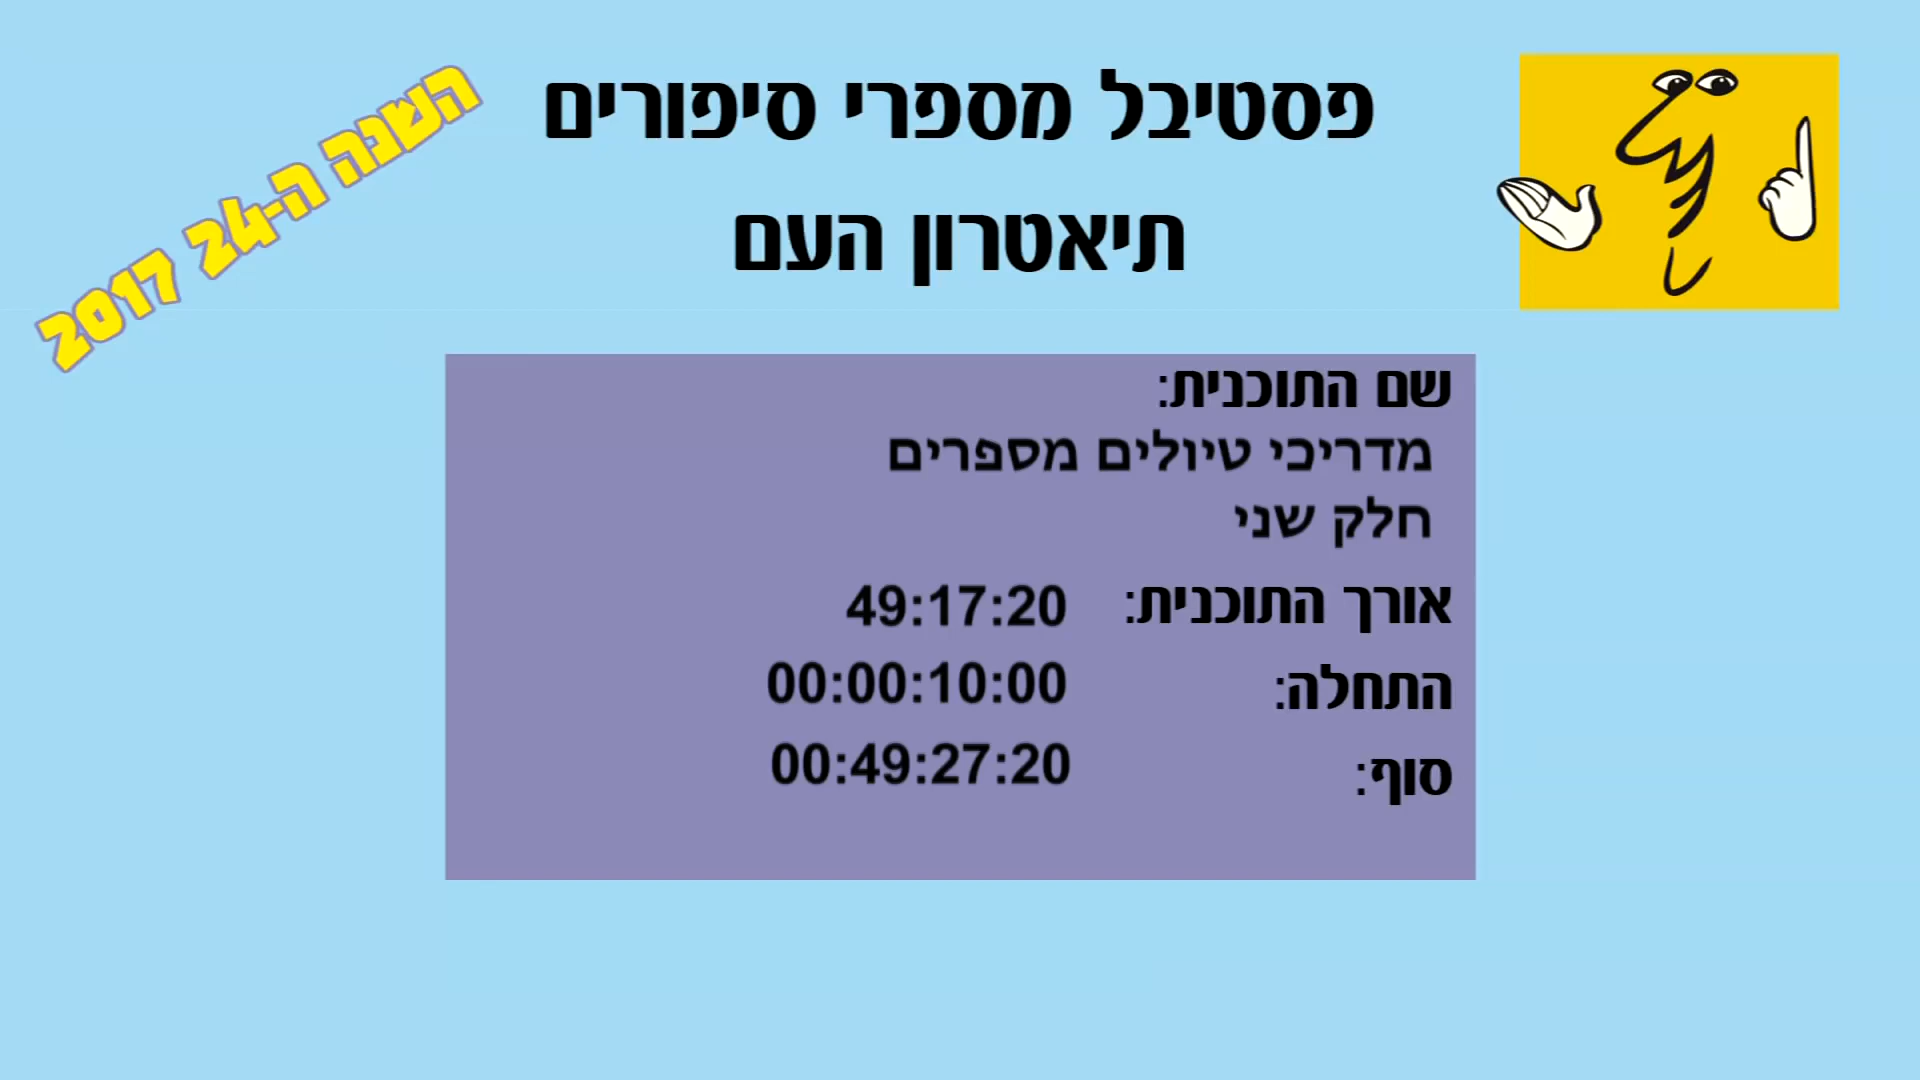 פסטיבל מספרי סיפורים
תיאטרון העם
השנה ה-24 2017
שם התוכנית:
מדריכי טיולים מספרים
חלק שני
אורך התוכנית: 49:17:20
התחלה: 00:00:10:00
סוף: 00:49:27:20